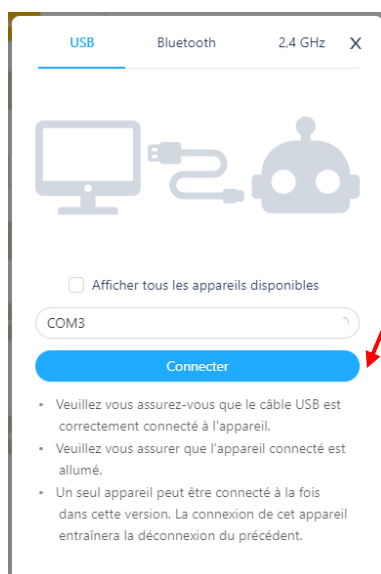 USB Bluetooth 2,4 GHz X
Afficher tous les appareils disponibles
COM3
Connecter
• Veuillez vous assurez-vous que le câble USB est
correctement connecté à l'appareil.
• Veuillez vous assurer que l'appareil connecté est
allumé.
• Un seul appareil peut être connecté à la fois
dans cette version. La connexion de cet appareil
entraînera la déconnexion du précédent.